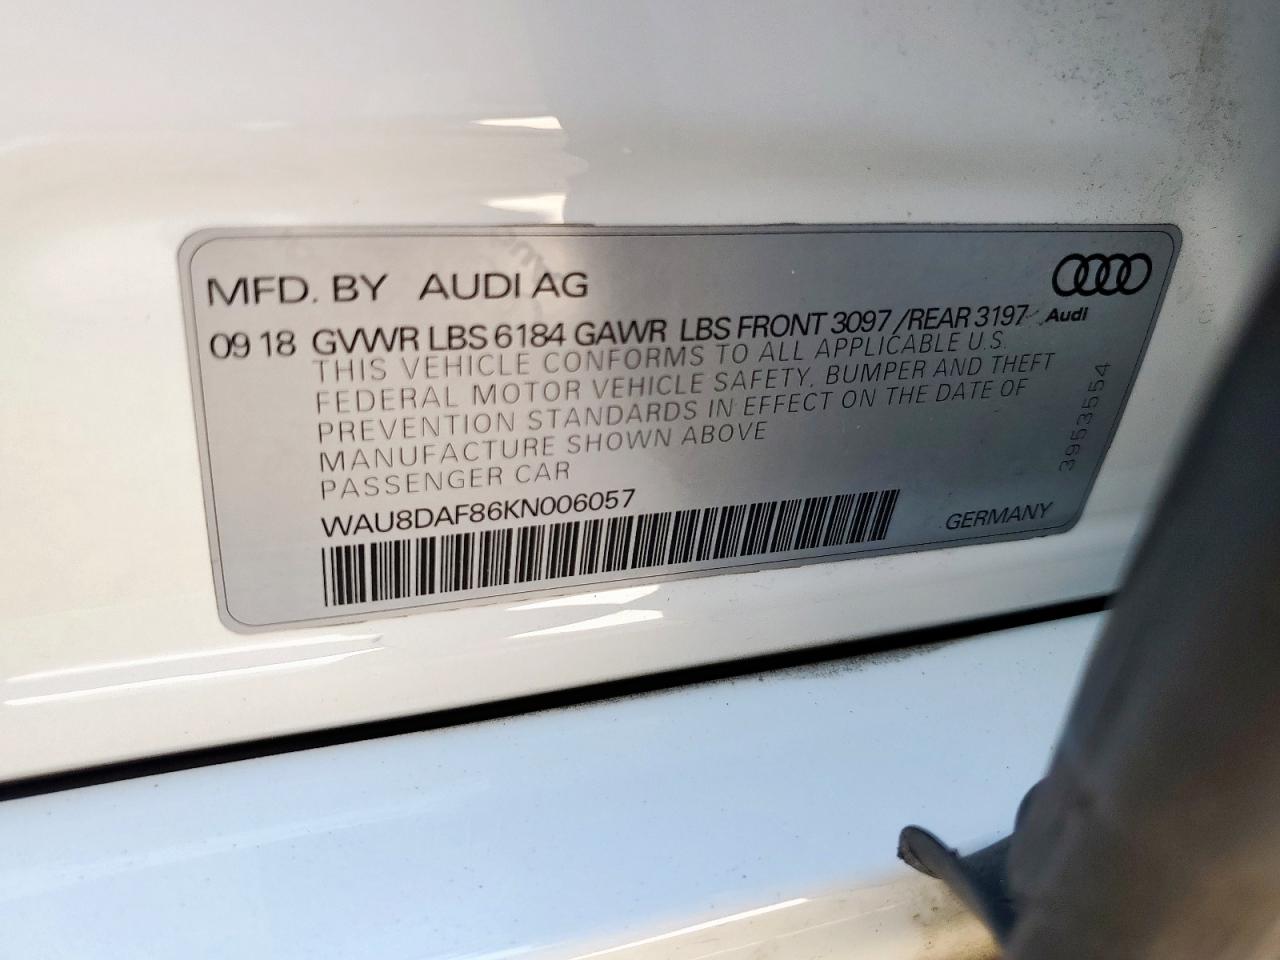 MFD. BY AUDI AG
09 18 GVWR LBS 6184 GAWR LBS FRONT 3097 /REAR 3197
Audi
THIS VEHICLE CONFORMS TO ALL APPLICABLE U.S.
FEDERAL MOTOR VEHICLE SAFETY, BUMPER AND THEFT
PREVENTION STANDARDS IN EFFECT ON THE DATE OF
MANUFACTURE SHOWN ABOVE
PASSENGER CAR
WAU8DAF86KN006057
GERMANY
3953554